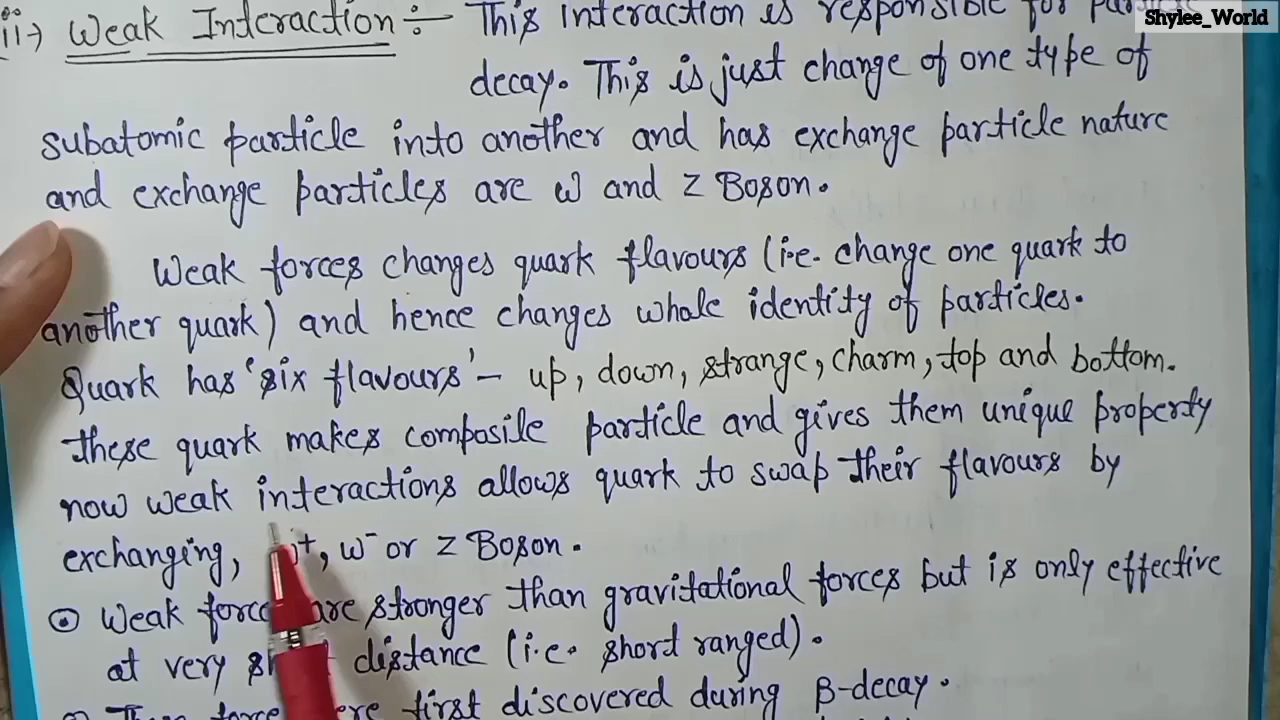 Shylee_World
ii→) Weak Interaction ÷ This interaction is responsible for particle
decay. This is just change of one type of
subatomic particle into another and has exchange particle nature
and exchange particles are W and Z Boson.
Weak forces changes quark flavours (i.e. change one quark to
another quark) and hence changes whole identity of particles.
Quark has 'six flavours' – up, down, strange, charm, top and bottom.
these quark makes composile particle and gives them unique property
now weak interactions allows quark to swap their flavours by
exchanging, W⁺, W⁻ or Z Boson.
⊙ Weak forces are stronger than gravitational forces but is only effective
at very short distance (i.e. short ranged).
first discovered during β-decay.